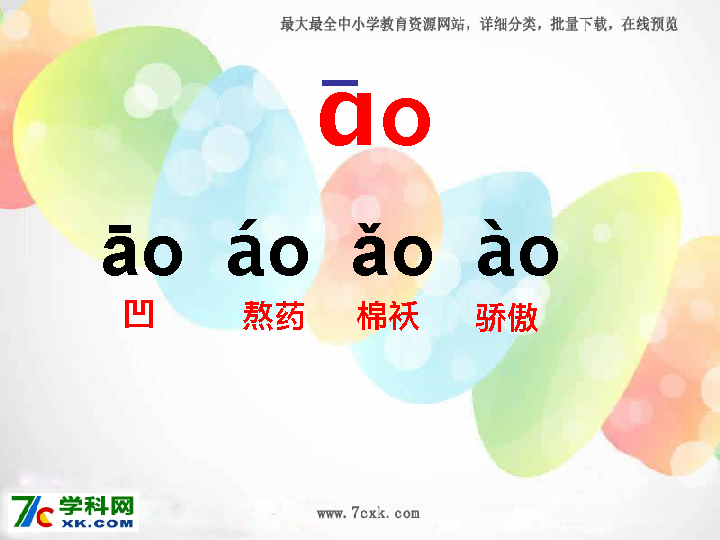 最大最全中小学教育资源网站，详细分类，批量下载，在线预览
āo
āo áo ǎo ào
凹 熬药 棉袄 骄傲
7C 学科网
XK.COM
www.7cxk.com